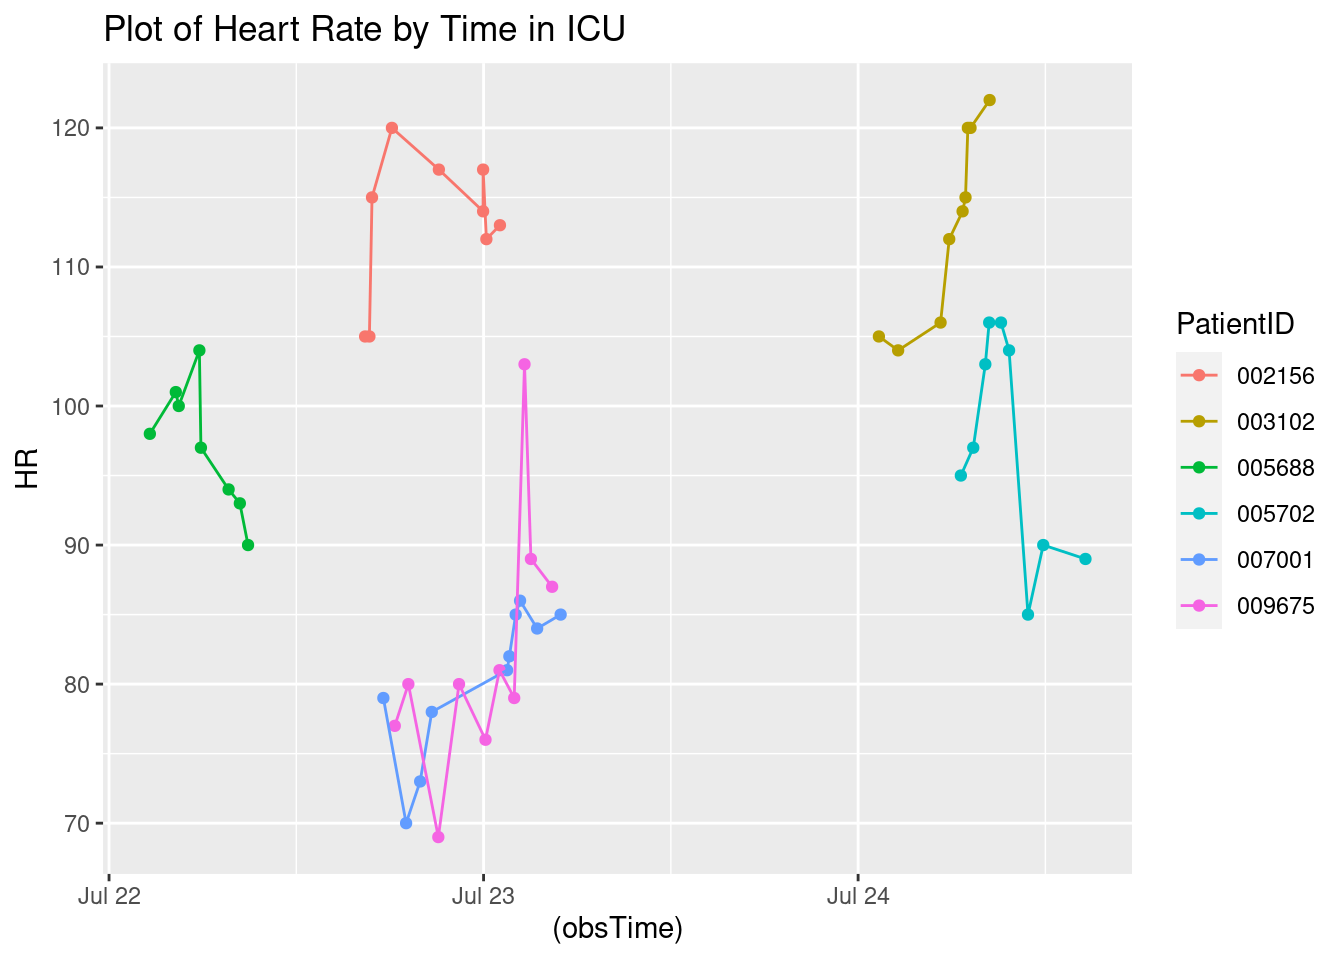 Plot of Heart Rate by Time in ICU
120
110
100
90
80
70
HR
Jul 22
Jul 23
Jul 24
(obsTime)
PatientID
002156
003102
005688
005702
007001
009675